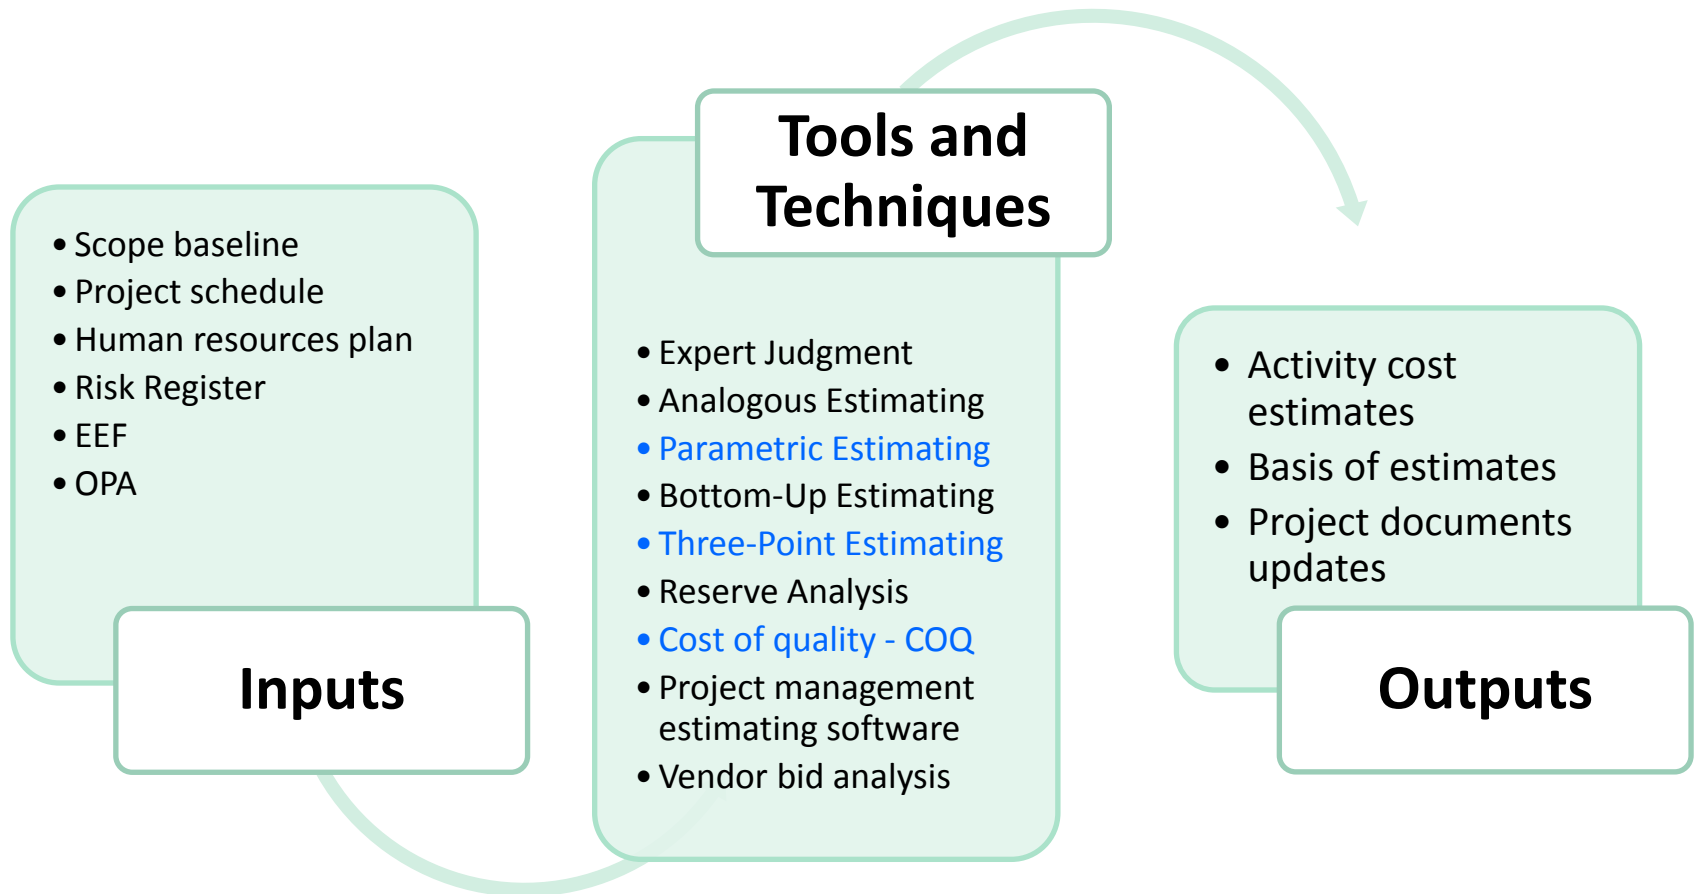 • Scope baseline
• Project schedule
• Human resources plan
• Risk Register
• EEF
• OPA
Inputs
Tools and
Techniques
• Expert Judgment
• Analogous Estimating
• Parametric Estimating
• Bottom-Up Estimating
• Three-Point Estimating
• Reserve Analysis
• Cost of quality - COQ
• Project management
estimating software
• Vendor bid analysis
• Activity cost
estimates
• Basis of estimates
• Project documents
updates
Outputs